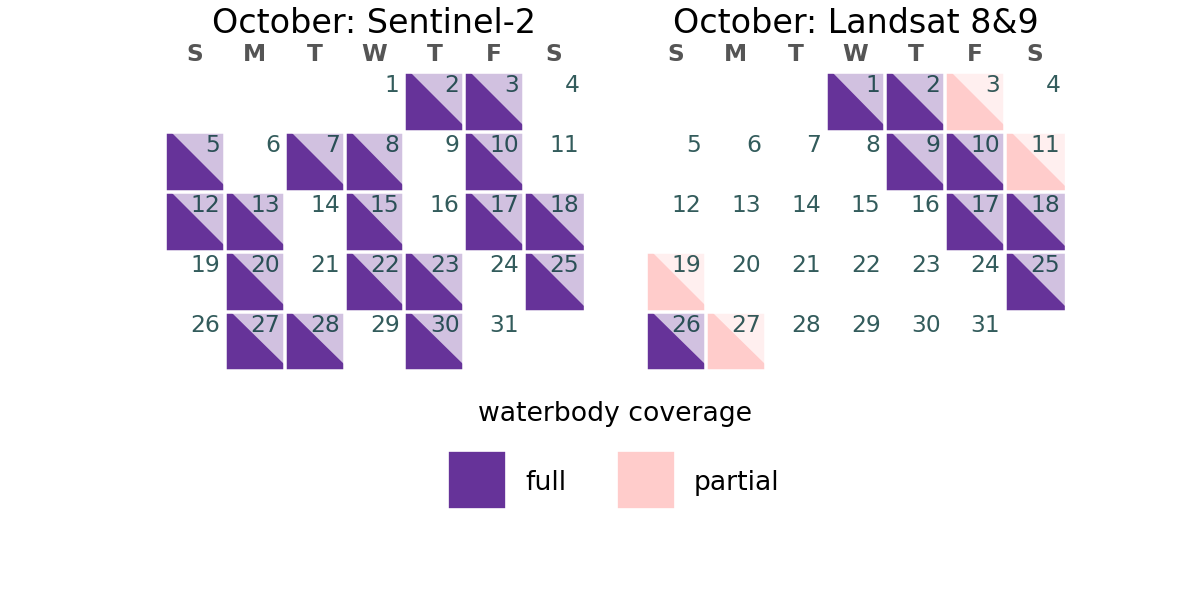 October: Sentinel-2
S M T W T F S
1 2 3 4
5 6 7 8 9 10 11
12 13 14 15 16 17 18
19 20 21 22 23 24 25
26 27 28 29 30 31
October: Landsat 8&9
S M T W T F S
1 2 3 4
5 6 7 8 9 10 11
12 13 14 15 16 17 18
19 20 21 22 23 24 25
26 27 28 29 30 31
waterbody coverage
full partial